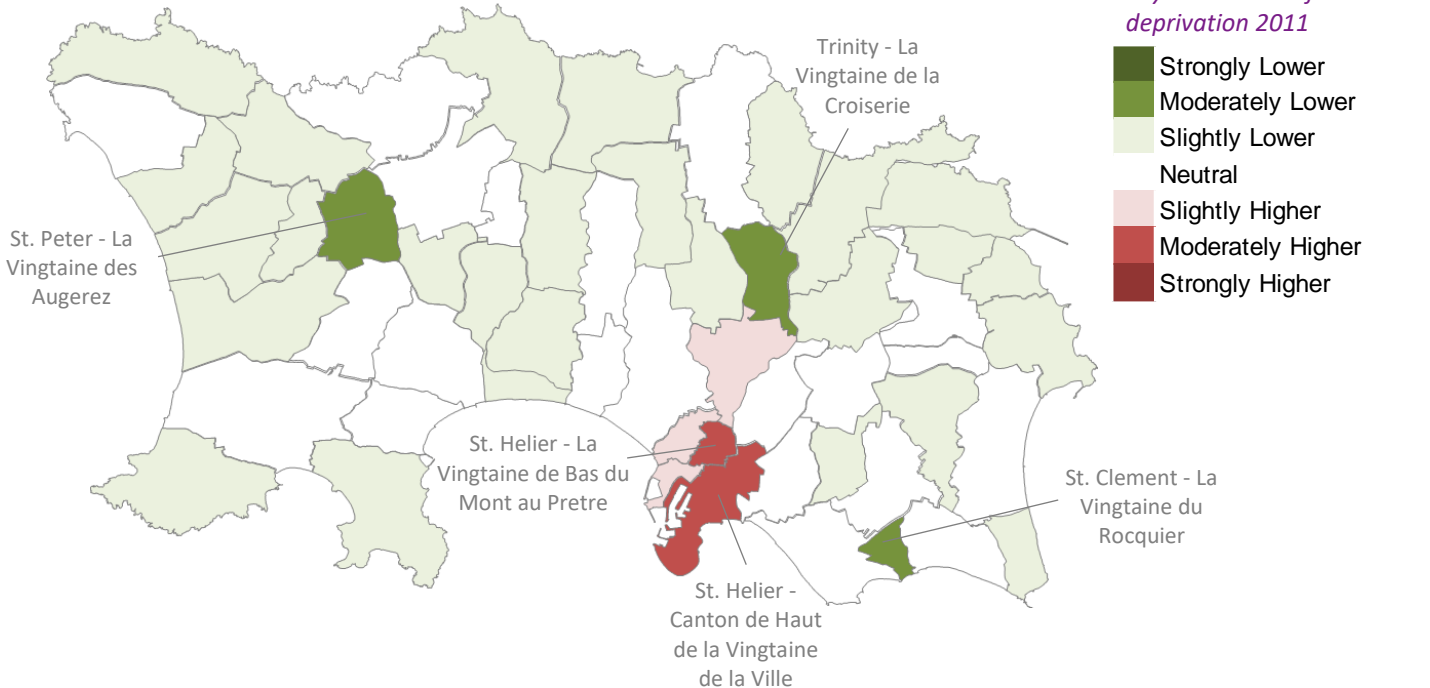 deprivation 2011
Strongly Lower
Moderately Lower
Slightly Lower
Neutral
Slightly Higher
Moderately Higher
Strongly Higher
Trinity - La
Vingtaine de la
Croiserie
St. Peter - La
Vingtaine des
Augerez
St. Helier - La
Vingtaine de Bas du
Mont au Pretre
St. Clement - La
Vingtaine du
Rocquier
St. Helier -
Canton de Haut
de la Vingtaine
de la Ville